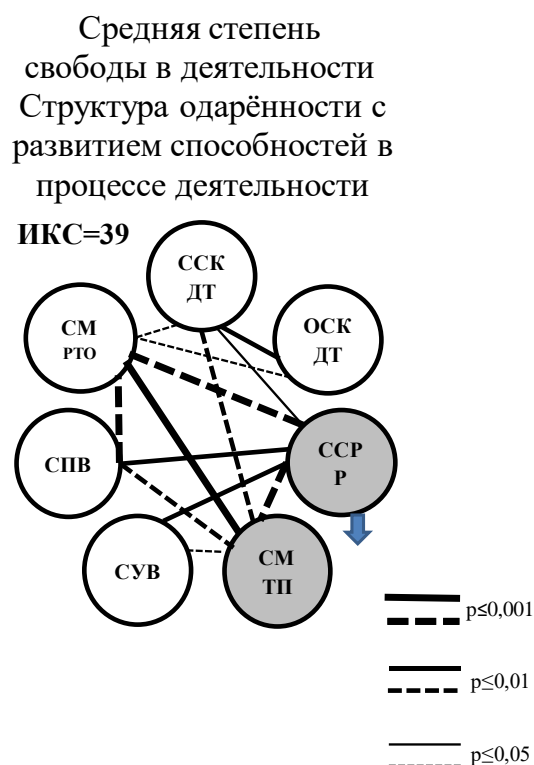 Средняя степень
свободы в деятельности
Структура одарённости с
развитием способностей в
процессе деятельности
ИКС=39
ССК
ДТ
СМ
РТО
ОСК
ДТ
СПВ
ССР
Р
СУВ
СМ
ТП
p≤0,001
p≤0,01
p≤0,05